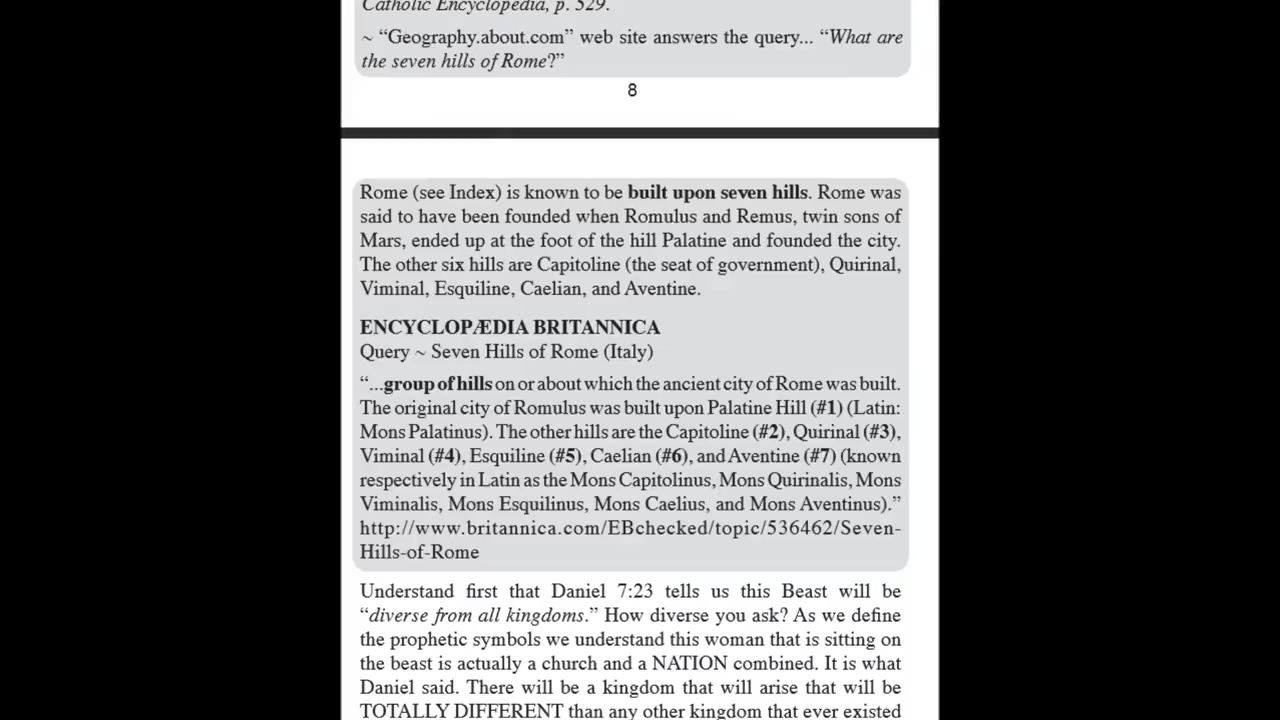 Catholic Encyclopedia, p. 529.
~ “Geography.about.com” web site answers the query... “What are
the seven hills of Rome?”
8
Rome (see Index) is known to be built upon seven hills. Rome was
said to have been founded when Romulus and Remus, twin sons of
Mars, ended up at the foot of the hill Palatine and founded the city.
The other six hills are Capitoline (the seat of government), Quirinal,
Viminal, Esquiline, Caelian, and Aventine.
ENCYCLOPÆDIA BRITANNICA
Query ~ Seven Hills of Rome (Italy)
“...group of hills on or about which the ancient city of Rome was built.
The original city of Romulus was built upon Palatine Hill (#1) (Latin:
Mons Palatinus). The other hills are the Capitoline (#2), Quirinal (#3),
Viminal (#4), Esquiline (#5), Caelian (#6), and Aventine (#7) (known
respectively in Latin as the Mons Capitolinus, Mons Quirinalis, Mons
Viminalis, Mons Esquilinus, Mons Caelius, and Mons Aventinus).”
http://www.britannica.com/EBchecked/topic/536462/Seven-
Hills-of-Rome
Understand first that Daniel 7:23 tells us this Beast will be
“diverse from all kingdoms.” How diverse you ask? As we define
the prophetic symbols we understand this woman that is sitting on
the beast is actually a church and a NATION combined. It is what
Daniel said. There will be a kingdom that will arise that will be
TOTALLY DIFFERENT than any other kingdom that ever existed